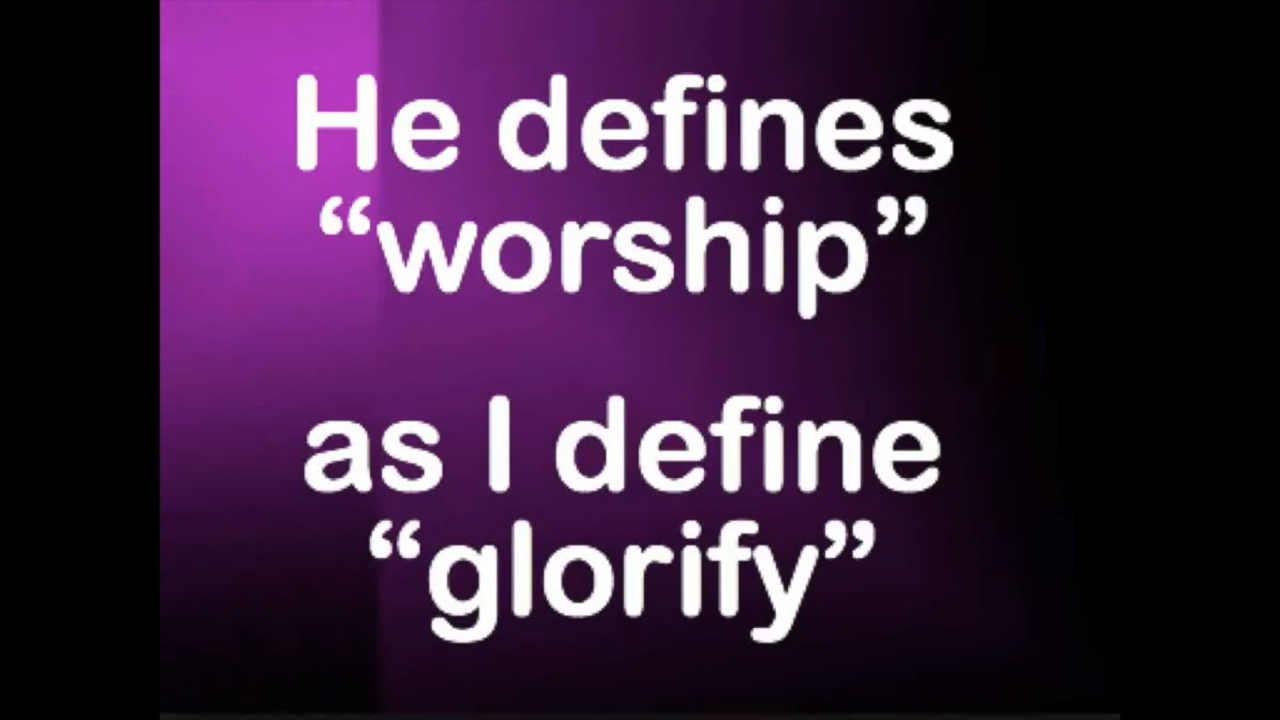 He defines
“worship”
as I define
“glorify”